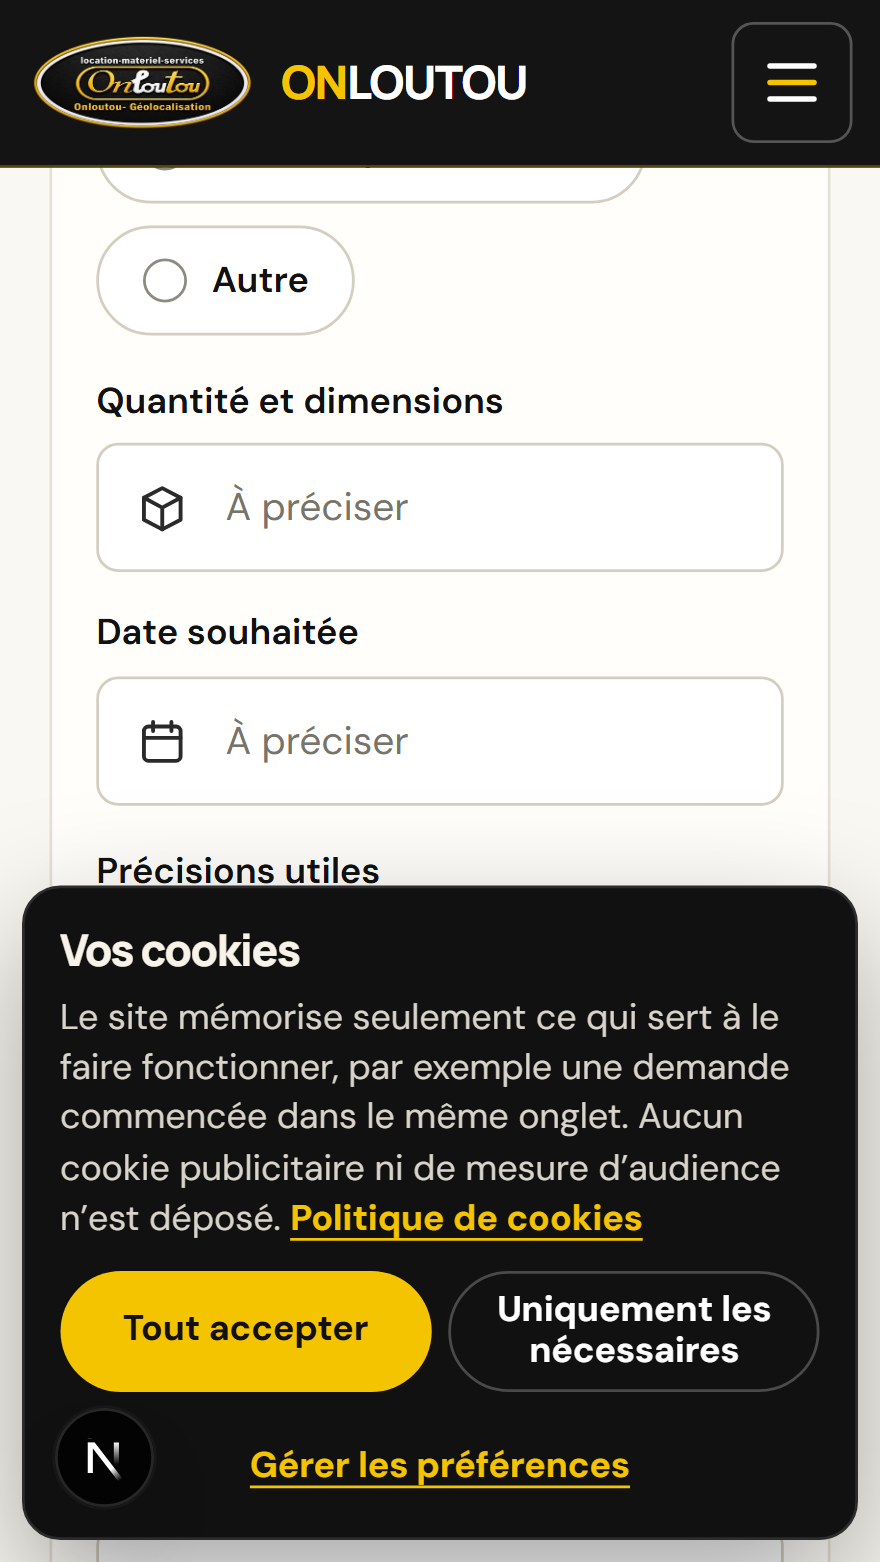 location-materiel-services
Onloutou
Onloutou- Géolocalisation
ONLOUTOU
Autre
Quantité et dimensions
À préciser
Date souhaitée
À préciser
Précisions utiles
Vos cookies
Le site mémorise seulement ce qui sert à le
faire fonctionner, par exemple une demande
commencée dans le même onglet. Aucun
cookie publicitaire ni de mesure d’audience
n’est déposé. Politique de cookies
Tout accepter
Uniquement les
nécessaires
N
Gérer les préférences